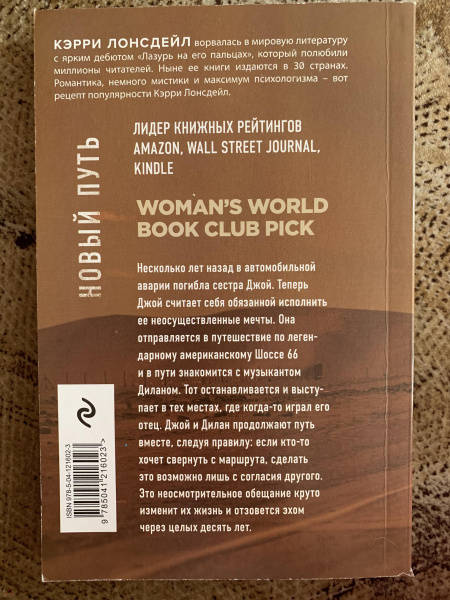 КЭРРИ ЛОНСДЕЙЛ ворвалась в мировую литературу
с ярким дебютом «Лазурь на его пальцах», который полюбили
миллионы читателей. Ныне ее книги издаются в 30 странах.
Романтика, немного мистики и максимум психологизма – вот
рецепт популярности Кэрри Лонсдейл.
НОВЫЙ ПУТЬ
ЛИДЕР КНИЖНЫХ РЕЙТИНГОВ
AMAZON, WALL STREET JOURNAL,
KINDLE
WOMAN'S WORLD
BOOK CLUB PICK
Несколько лет назад в автомобильной
аварии погибла сестра Джой. Теперь
Джой считает себя обязанной исполнить
ее неосуществленные мечты. Она
отправляется в путешествие по леген-
дарному американскому Шоссе 66
и в пути знакомится с музыкантом
Диланом. Тот останавливается и высту-
пает в тех местах, где когда-то играл его
отец. Джой и Дилан продолжают путь
вместе, следуя правилу: если кто-то
хочет свернуть с маршрута, сделать
это возможно лишь с согласия другого.
Это неосмотрительное обещание круто
изменит их жизнь и отзовется эхом
через целых десять лет.
ISBN 978-5-04-121602-3
9 785041 216023 >